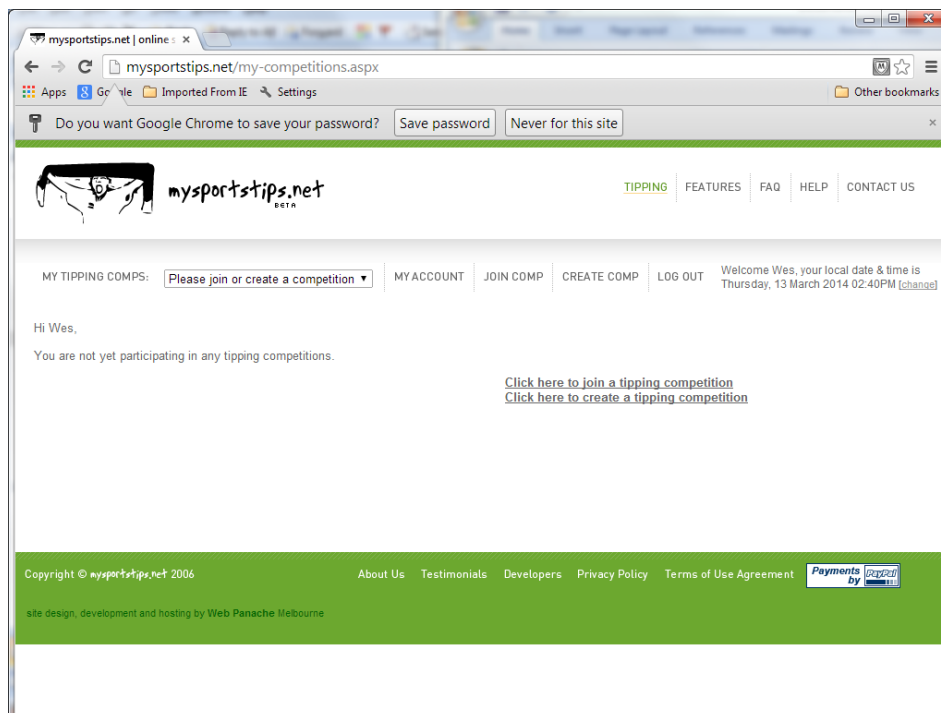 mysportstips.net | online s
mysportstips.net/my-competitions.aspx
Apps Google Imported From IE Settings Other bookmarks
Do you want Google Chrome to save your password? Save password Never for this site
mysportstips.net
BETA
TIPPING FEATURES FAQ HELP CONTACT US
MY TIPPING COMPS: Please join or create a competition MY ACCOUNT JOIN COMP CREATE COMP LOG OUT
Welcome Wes, your local date & time is
Thursday, 13 March 2014 02:40PM [change]
Hi Wes,
You are not yet participating in any tipping competitions.
Click here to join a tipping competition
Click here to create a tipping competition
Copyright © mysportstips.net 2006 About Us Testimonials Developers Privacy Policy Terms of Use Agreement
Payments
by PayPal
site design, development and hosting by Web Panache Melbourne